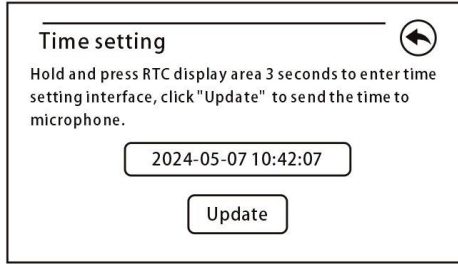 Time setting
Hold and press RTC display area 3 seconds to enter time
setting interface, click "Update" to send the time to
microphone.
2024-05-07 10:42:07
Update